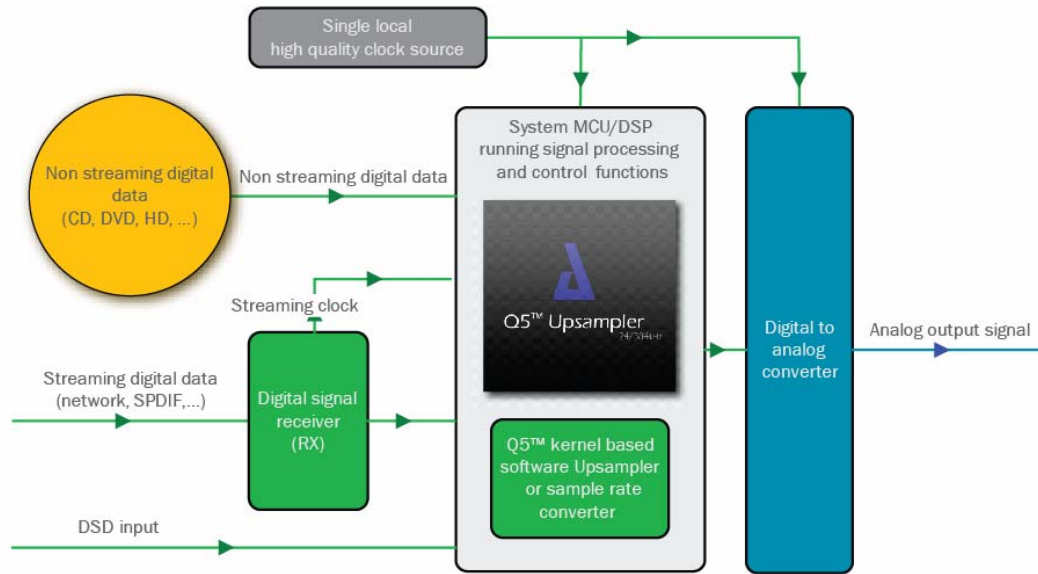 Single local
high quality clock source
Non streaming digital
data
(CD, DVD, HD, ...)
Non streaming digital data
System MCU/DSP
running signal processing
and control functions
Streaming clock
Q5™ Upsampler
Digital to
analog
converter
Analog output signal
Streaming digital data
(network, SPDIF,...)
Digital signal
receiver
(RX)
Q5™ kernel based
software Upsampler
or sample rate
converter
DSD input